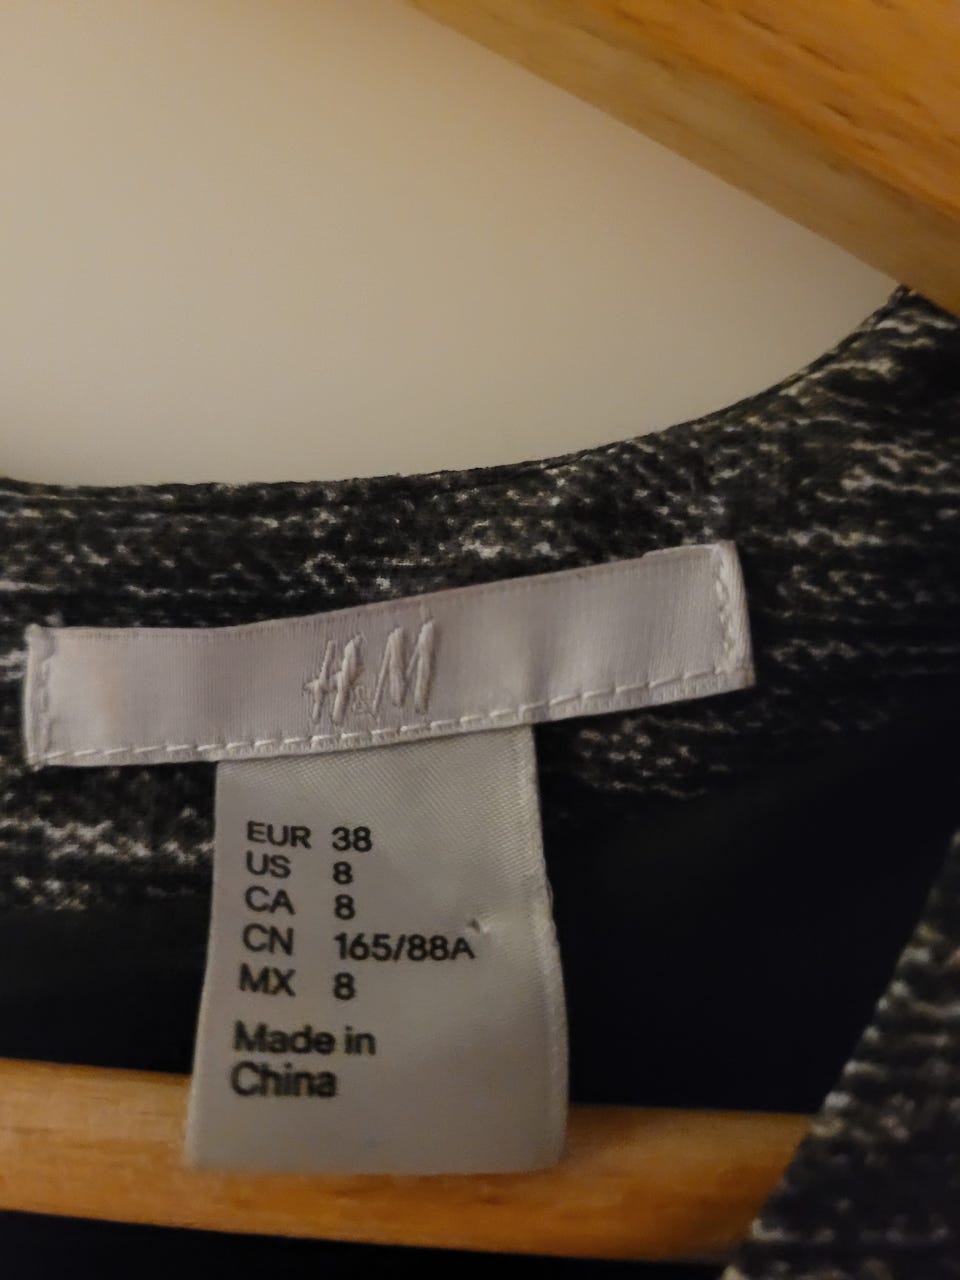 H&M
EUR 38
US 8
CA 8
CN 165/88A
MX 8
Made in
China